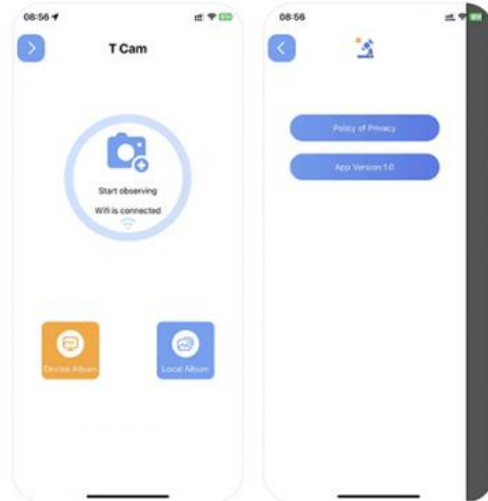 08:56
T Cam
Start observing
Wifi is connected
Device Album
Local Album
08:56
Policy of Privacy
App Version:1.0